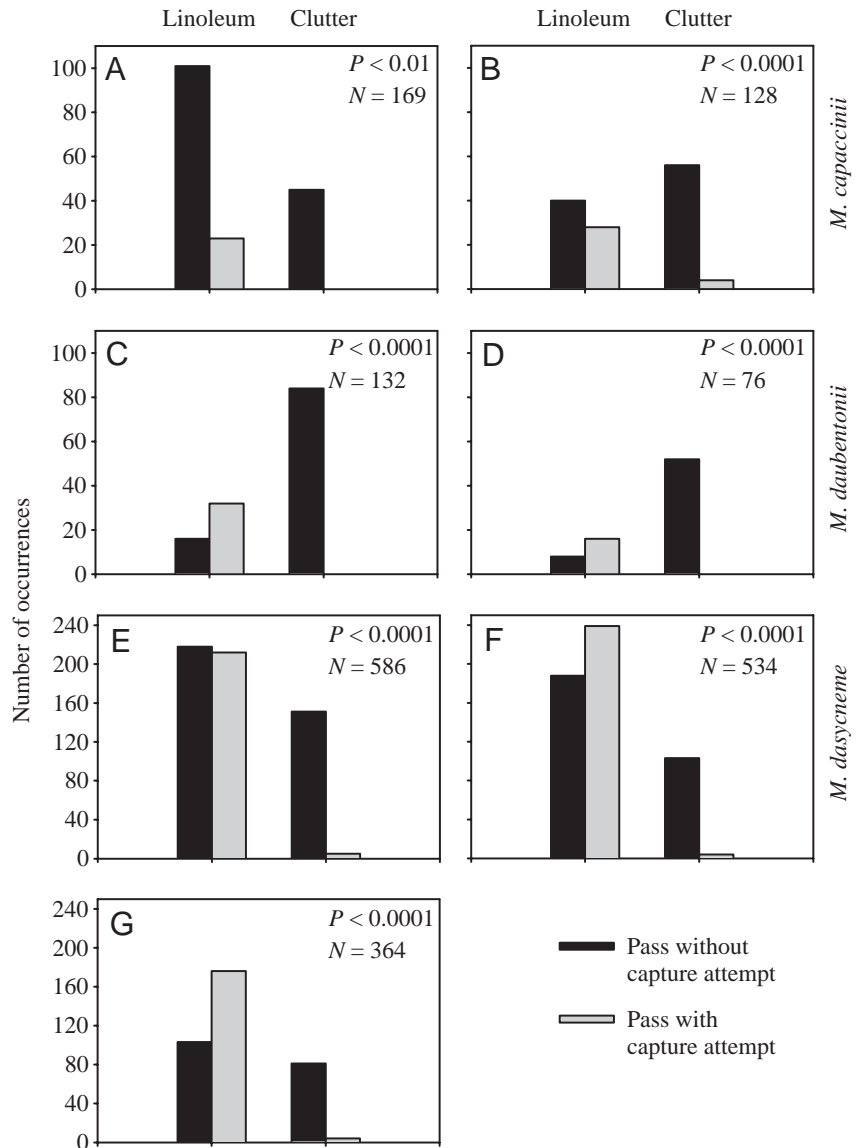 Linoleum Clutter Linoleum Clutter
A
P < 0.01
N = 169
100
80
60
40
20
0
B
P < 0.0001
N = 128
M. capaccinii
C
P < 0.0001
N = 132
100
80
60
40
20
0
D
P < 0.0001
N = 76
M. daubentonii
Number of occurrences
E
P < 0.0001
N = 586
240
200
160
120
80
40
0
F
P < 0.0001
N = 534
M. dasycneme
G
P < 0.0001
N = 364
240
200
160
120
80
40
0
Pass without
capture attempt
Pass with
capture attempt